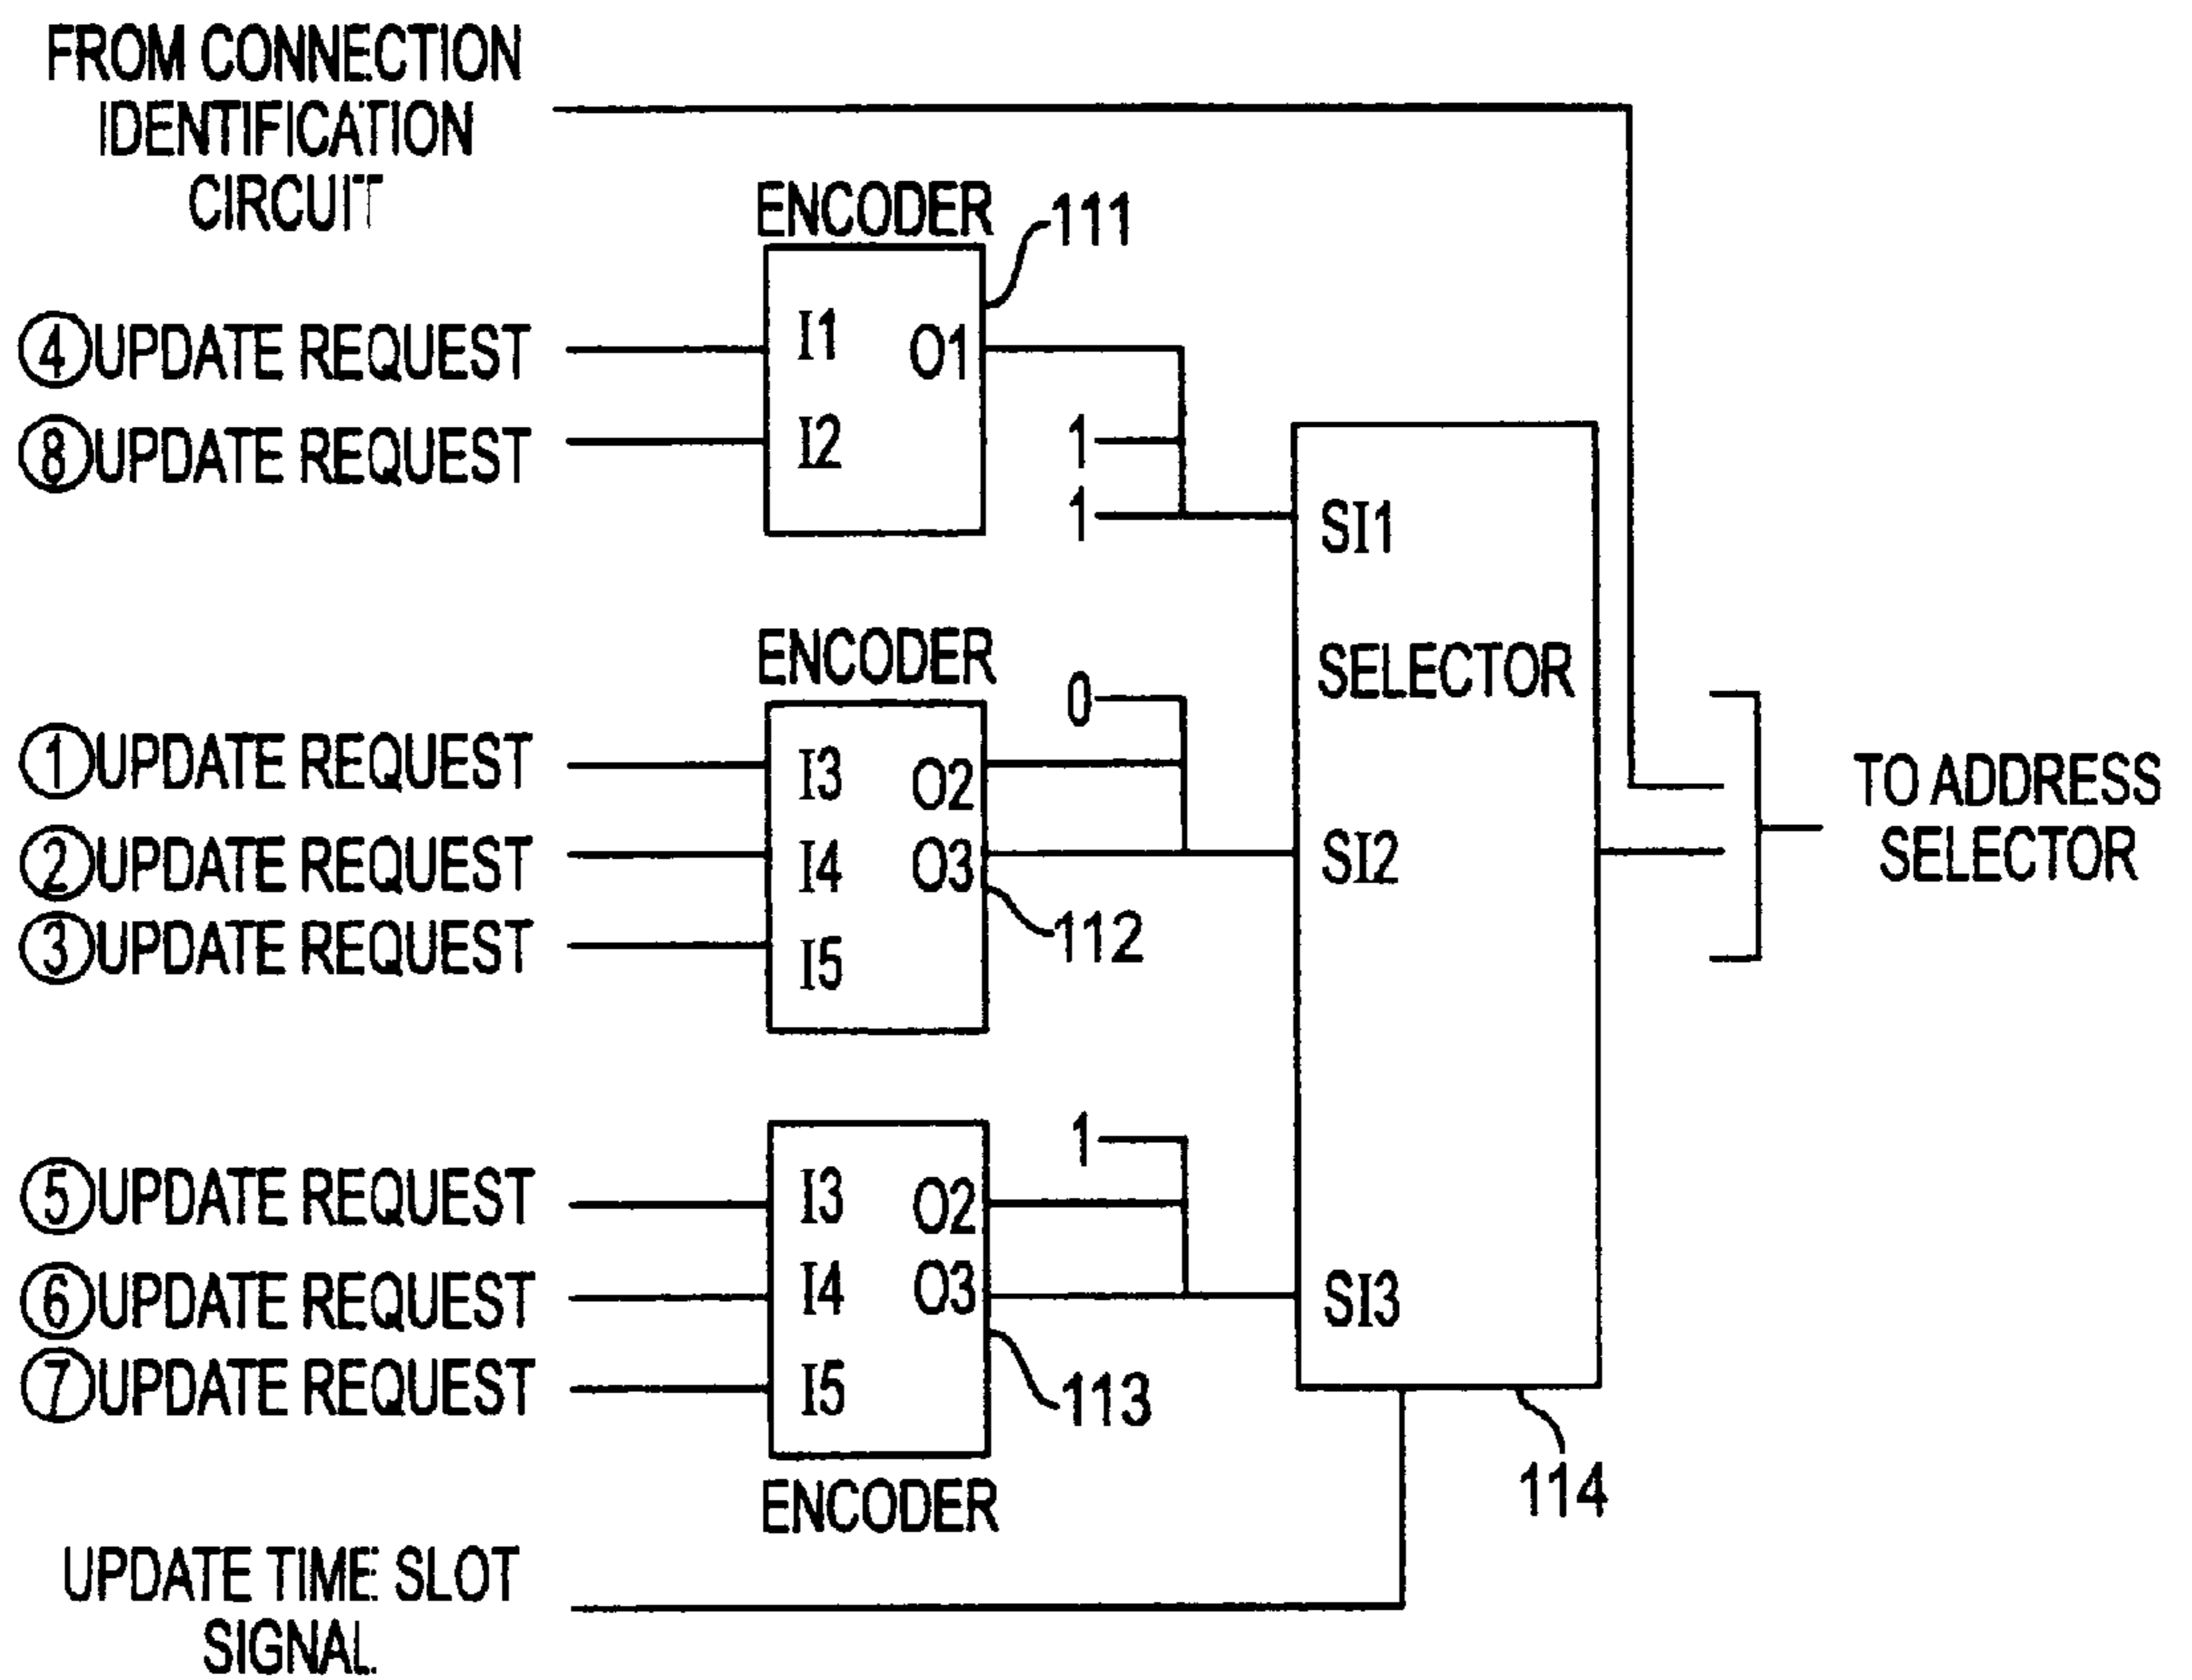 FROM CONNECTION
IDENTIFICATION
CIRCUIT
ENCODER
111
④UPDATE REQUEST
I1
O1
⑧UPDATE REQUEST
I2
1
1
SI1
ENCODER
0
SELECTOR
①UPDATE REQUEST
I3
O2
②UPDATE REQUEST
I4
O3
SI2
③UPDATE REQUEST
I5
112
TO ADDRESS
SELECTOR
1
⑤UPDATE REQUEST
I3
O2
⑥UPDATE REQUEST
I4
O3
SI3
⑦UPDATE REQUEST
I5
113
ENCODER
114
UPDATE TIME SLOT
SIGNAL